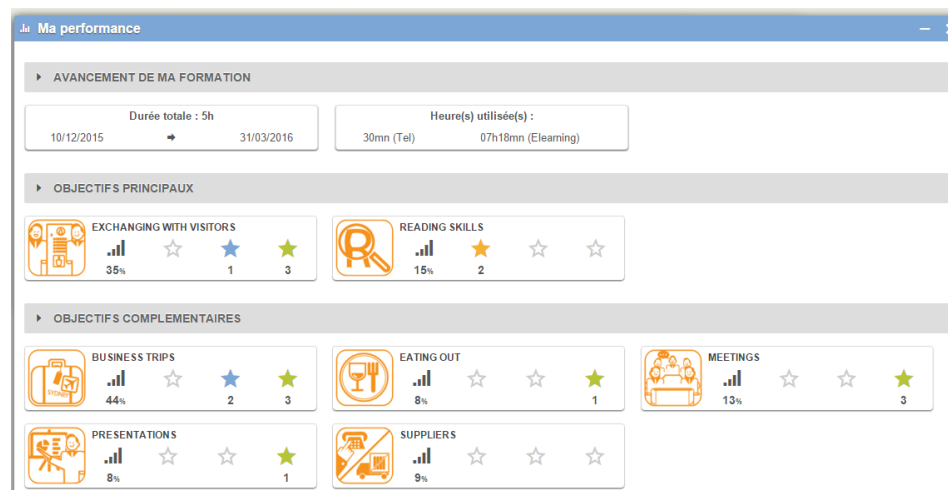 Ma performance
AVANCEMENT DE MA FORMATION
Durée totale : 5h
10/12/2015 31/03/2016
Heure(s) utilisée(s) :
30mn (Tel) 07h18mn (Elearning)
OBJECTIFS PRINCIPAUX
EXCHANGING WITH VISITORS
35% 1 3
READING SKILLS
15% 2
OBJECTIFS COMPLEMENTAIRES
BUSINESS TRIPS
SYDNEY
44% 2 3
EATING OUT
8% 1
MEETINGS
13% 3
PRESENTATIONS
8% 1
SUPPLIERS
9%